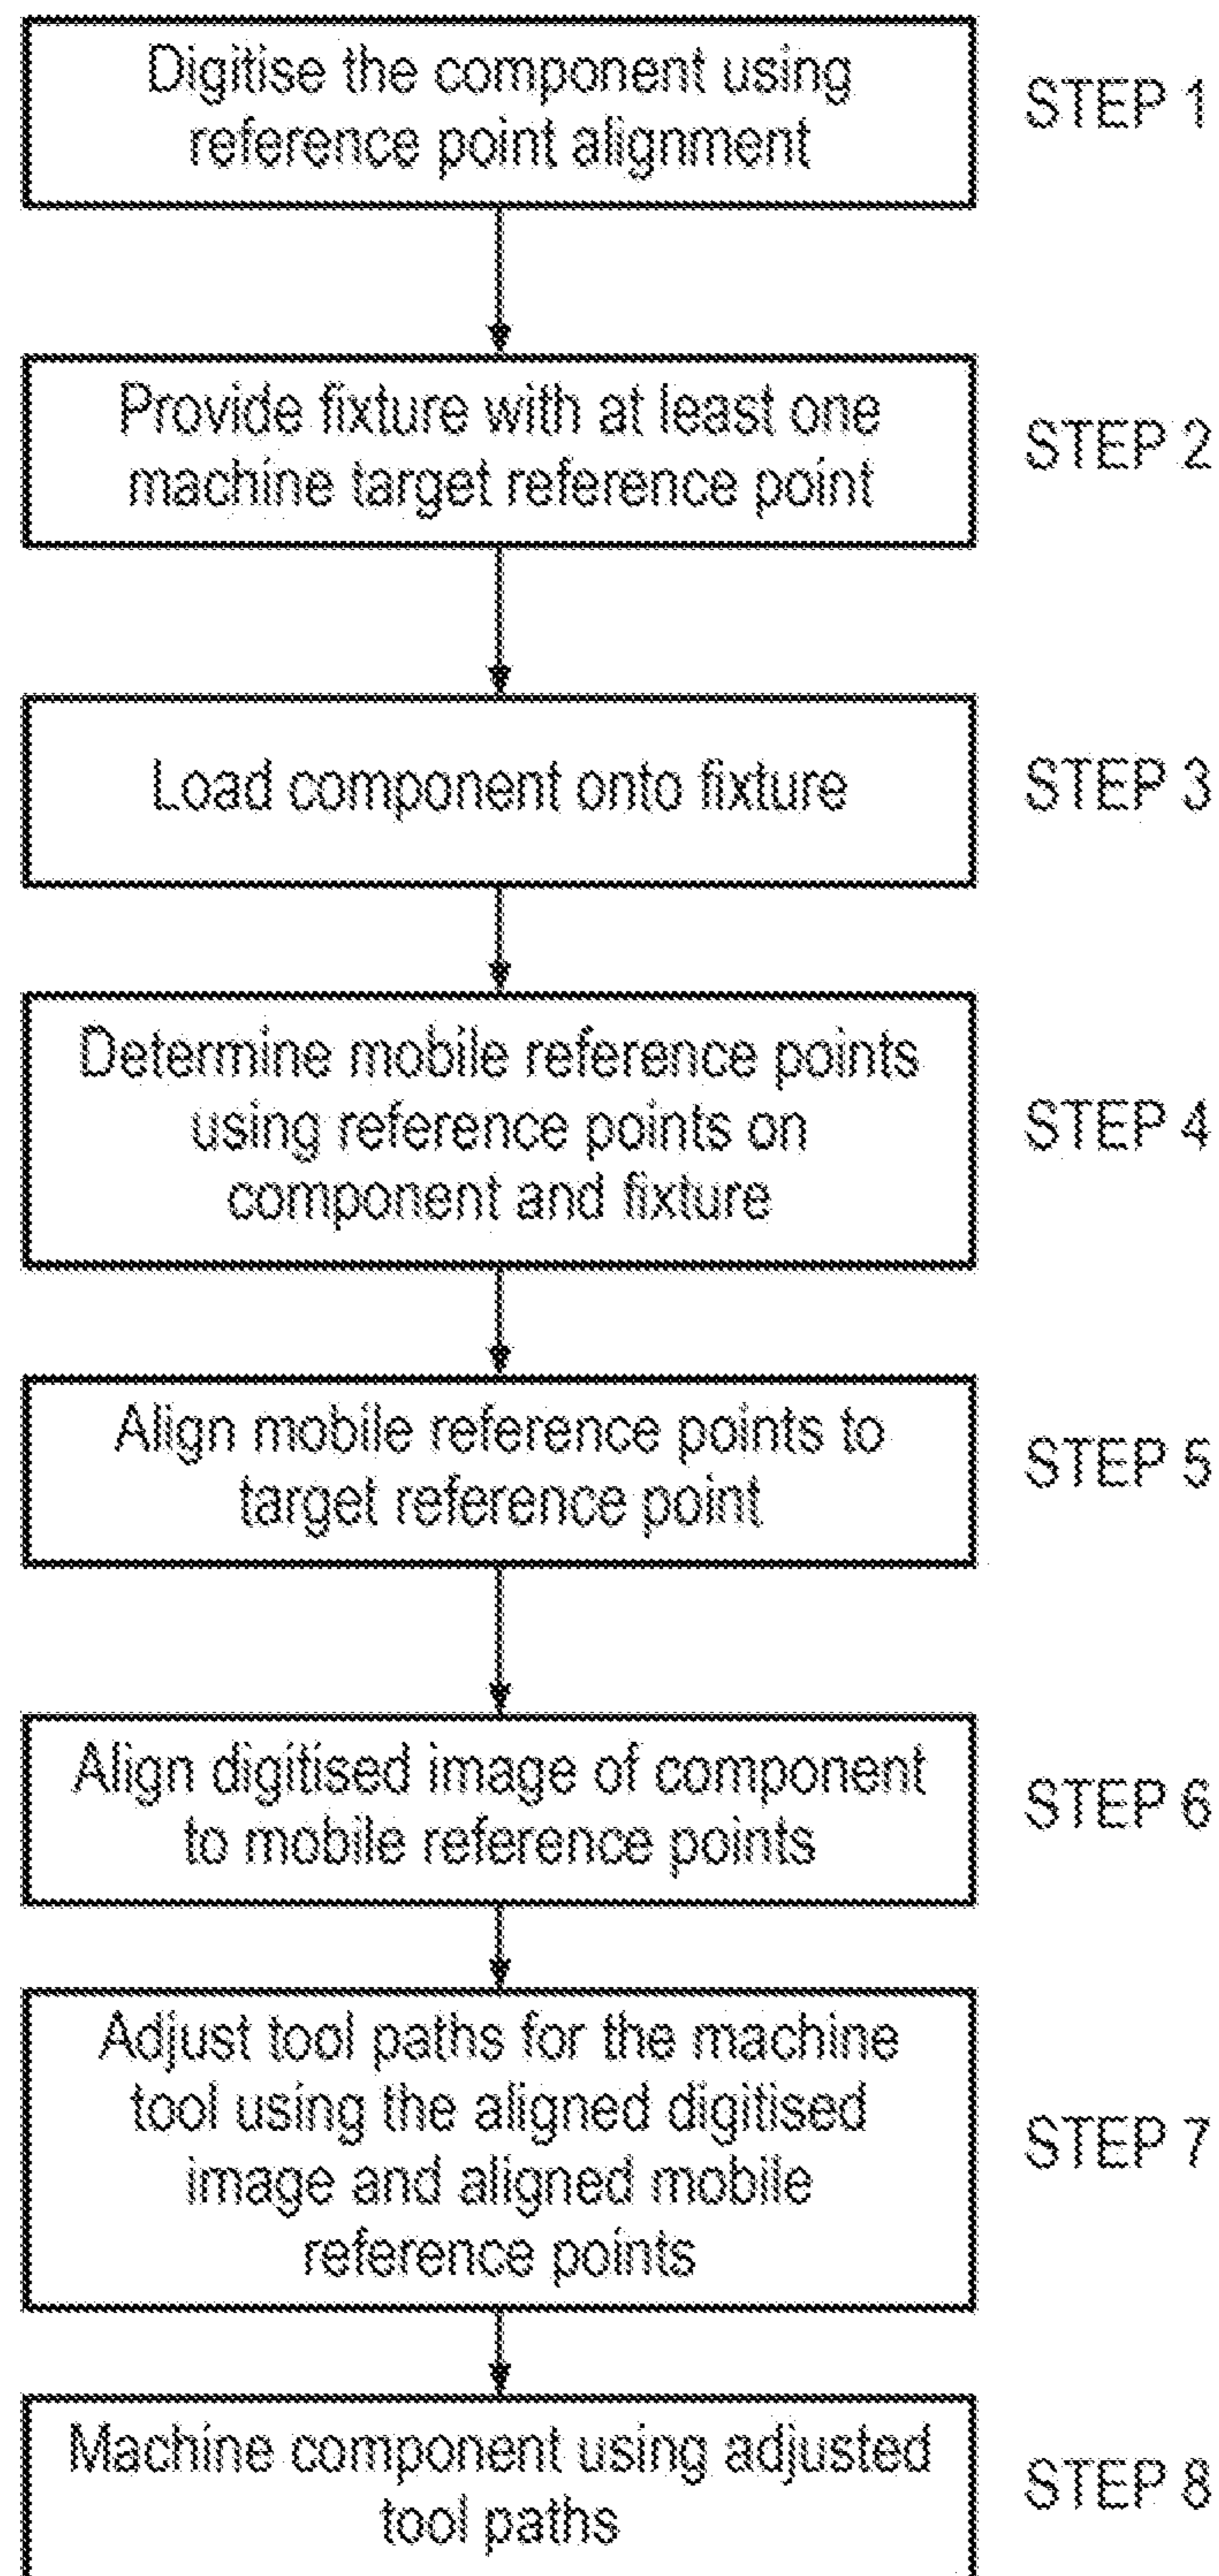 Digitise the component using
reference point alignment
STEP 1
Provide fixture with at least one
machine target reference point
STEP 2
Load component onto fixture
STEP 3
Determine mobile reference points
using reference points on
component and fixture
STEP 4
Align mobile reference points to
target reference point
STEP 5
Align digitised image of component
to mobile reference points
STEP 6
Adjust tool paths for the machine
tool using the aligned digitised
image and aligned mobile
reference points
STEP 7
Machine component using adjusted
tool paths
STEP 8